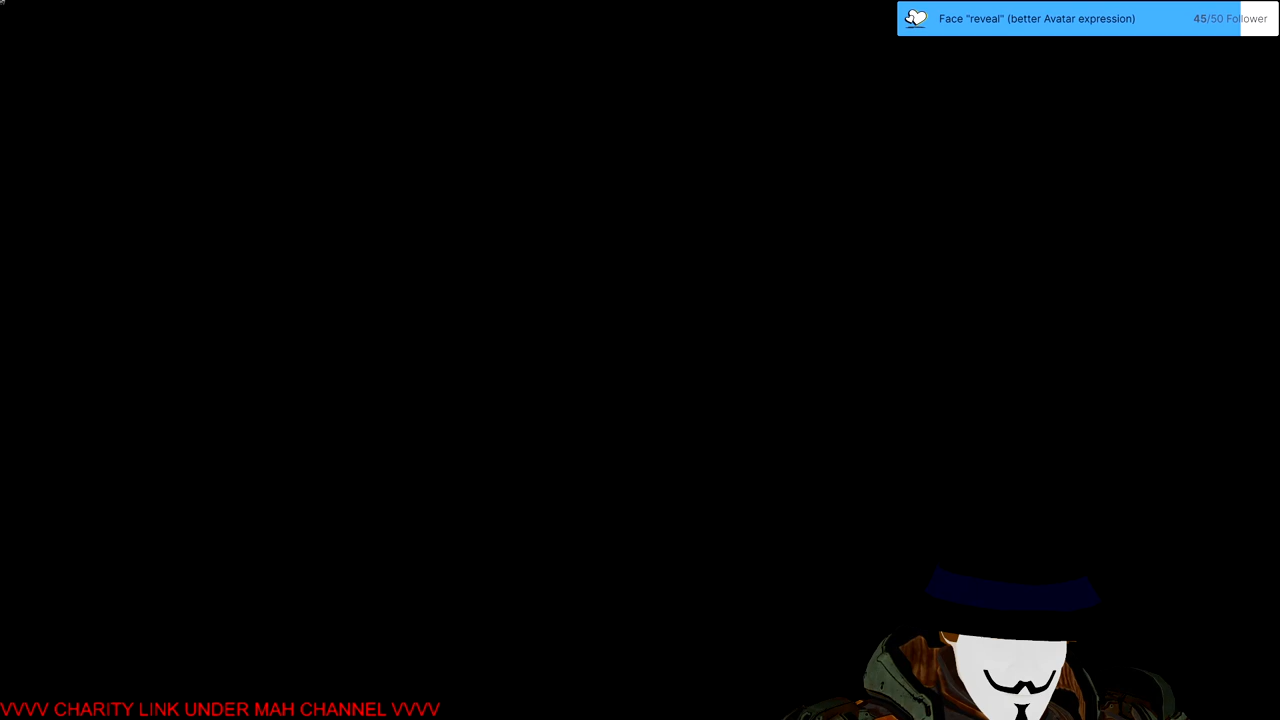 Face "reveal" (better Avatar expression) 45/50 Follower
VVVV CHARITY LINK UNDER MAH CHANNEL VVVV